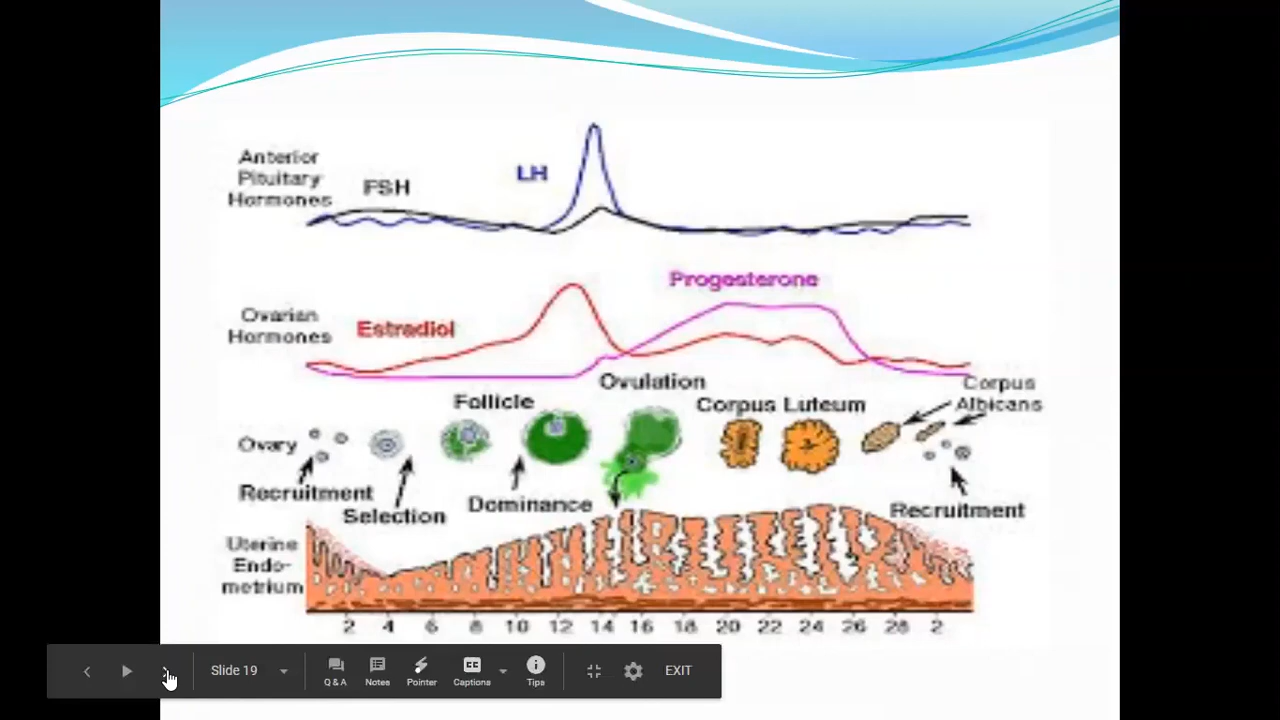 Anterior
Pituitary
Hormones
FSH
LH
Progesterone
Ovarian
Hormones
Estradiol
Ovulation
Corpus
Albicans
Follicle
Corpus Luteum
Ovary
Recruitment
Selection
Dominance
Recruitment
Uterine
Endo-
metrium
2 4 6 8 10 12 14 16 18 20 22 24 26 28 2
Slide 19
Q & A
Notes
Pointer
CC
Captions
Tips
EXIT